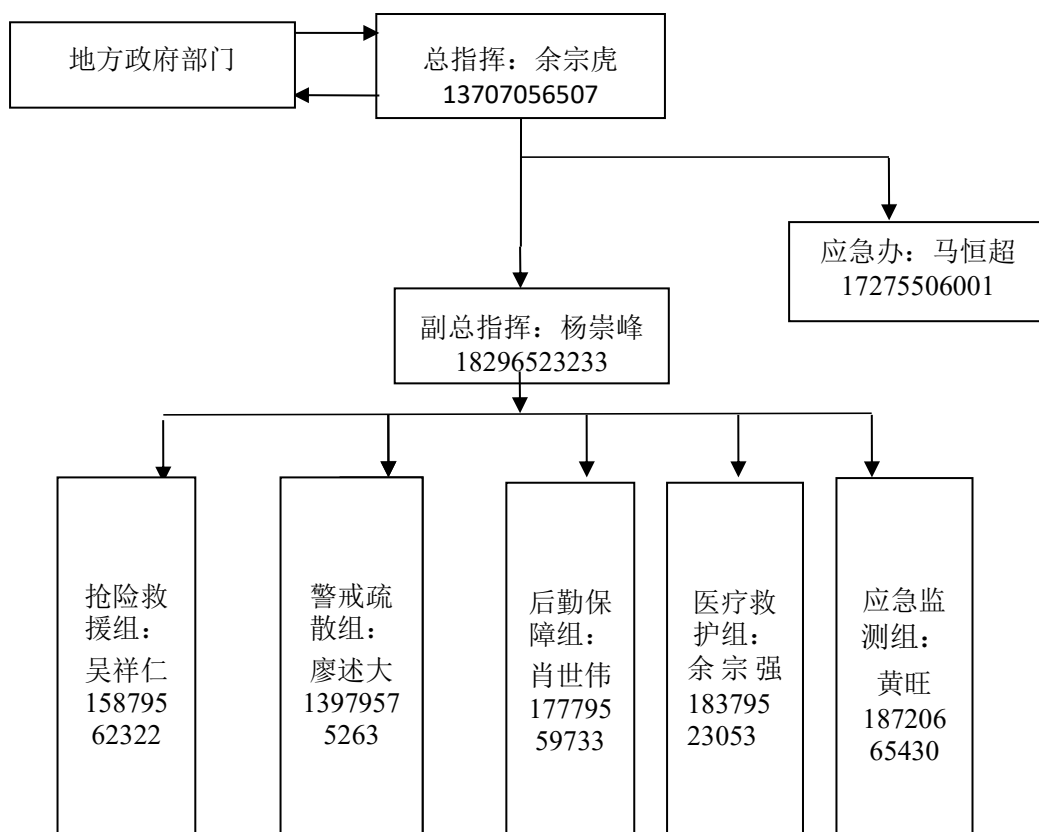 地方政府部门
总指挥：余宗虎
13707056507
应急办：马恒超
17275506001
副总指挥：杨崇峰
18296523233
抢险救
援组：
吴祥仁
158795
62322
警戒疏
散组：
廖述大
1397957
5263
后勤保
障组：
肖世伟
177795
59733
医疗救
护组：
余 宗 强
183795
23053
应急监
测组：
黄旺
187206
65430